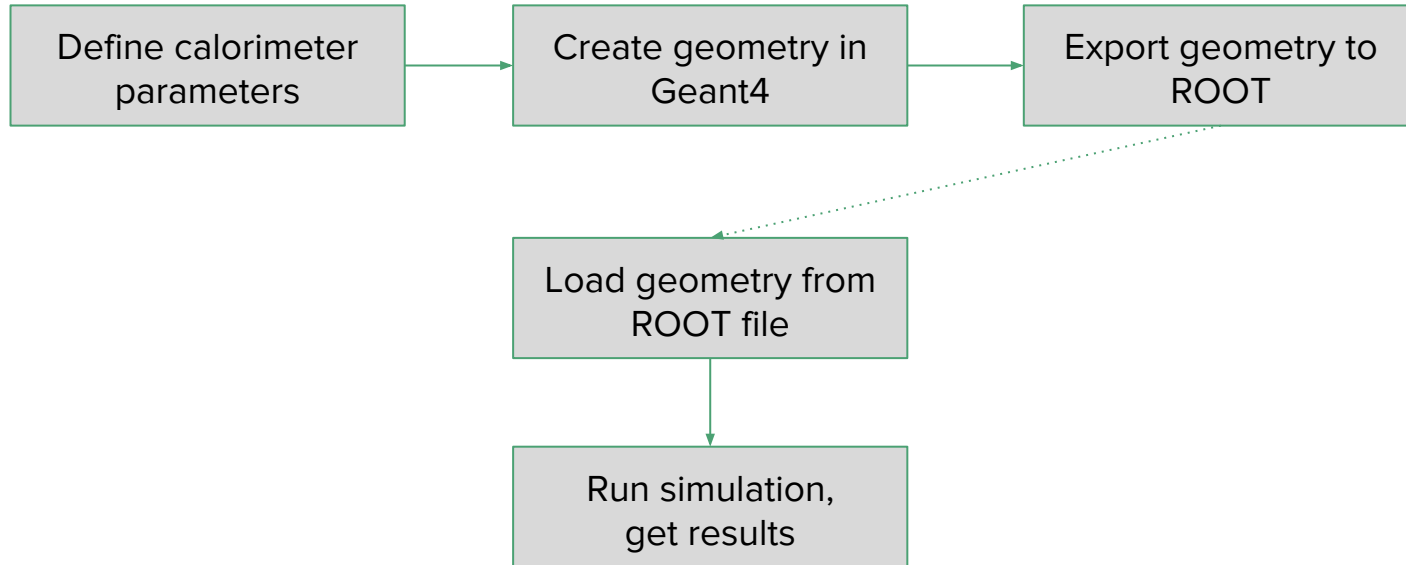 Define calorimeter
parameters
Create geometry in
Geant4
Export geometry to
ROOT
Load geometry from
ROOT file
Run simulation,
get results